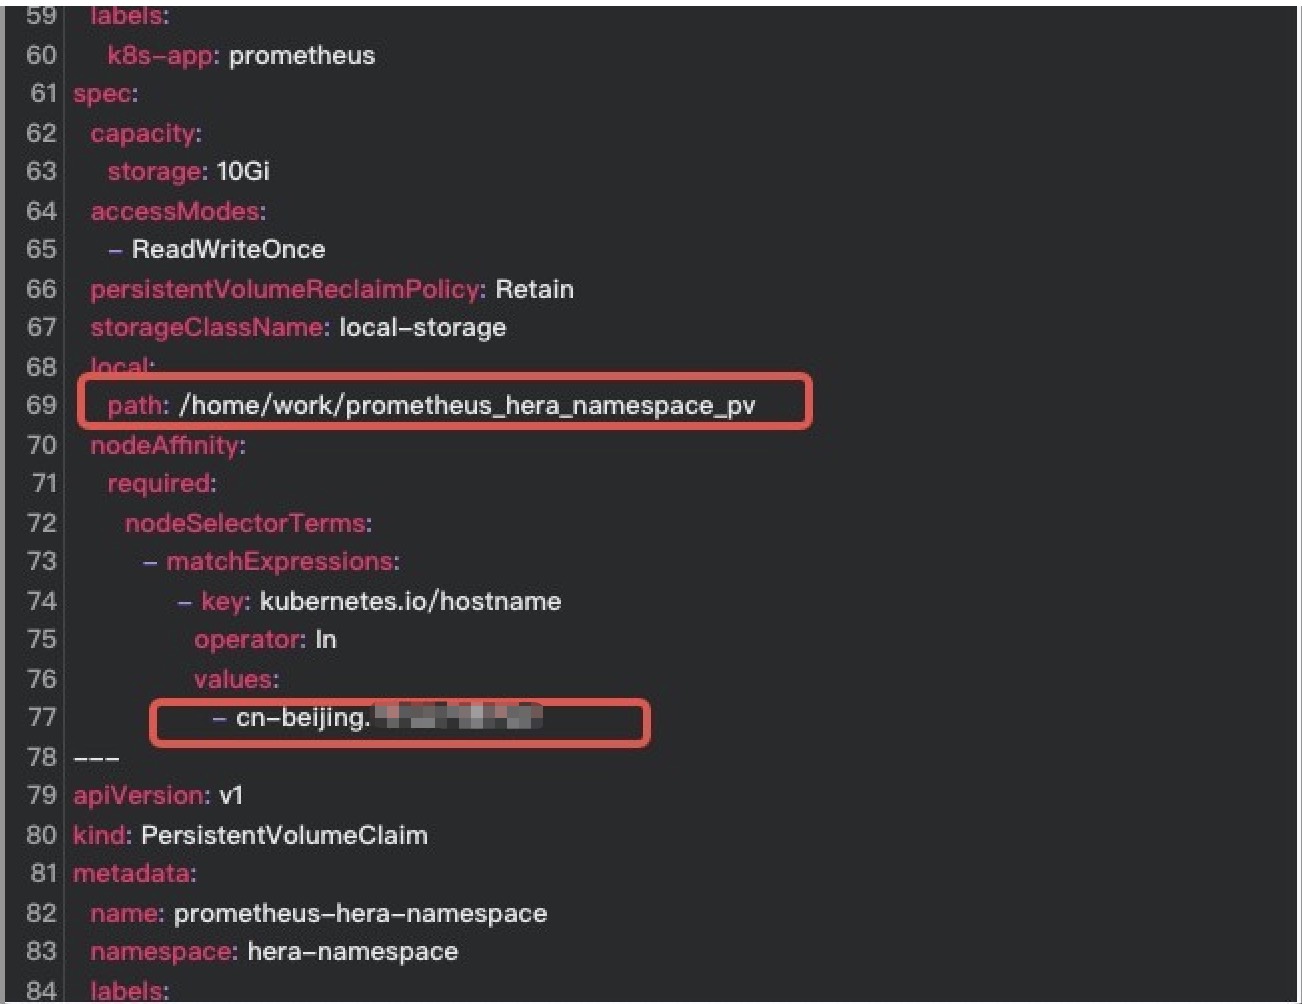 59 labels:
60 k8s-app: prometheus
61 spec:
62 capacity:
63 storage: 10Gi
64 accessModes:
65 - ReadWriteOnce
66 persistentVolumeReclaimPolicy: Retain
67 storageClassName: local-storage
68 local:
69 path: /home/work/prometheus_hera_namespace_pv
70 nodeAffinity:
71 required:
72 nodeSelectorTerms:
73 - matchExpressions:
74 - key: kubernetes.io/hostname
75 operator: In
76 values:
77 - cn-beijing.
78 ---
79 apiVersion: v1
80 kind: PersistentVolumeClaim
81 metadata:
82 name: prometheus-hera-namespace
83 namespace: hera-namespace
84 labels: